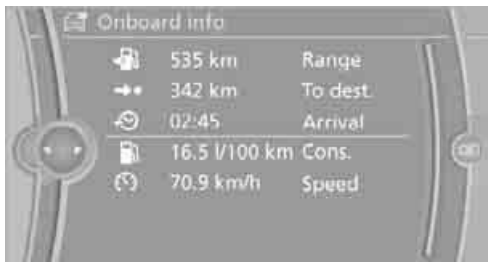 Onboard info
535 km Range
342 km To dest.
02:45 Arrival
16.5 l/100 km Cons.
70.9 km/h Speed